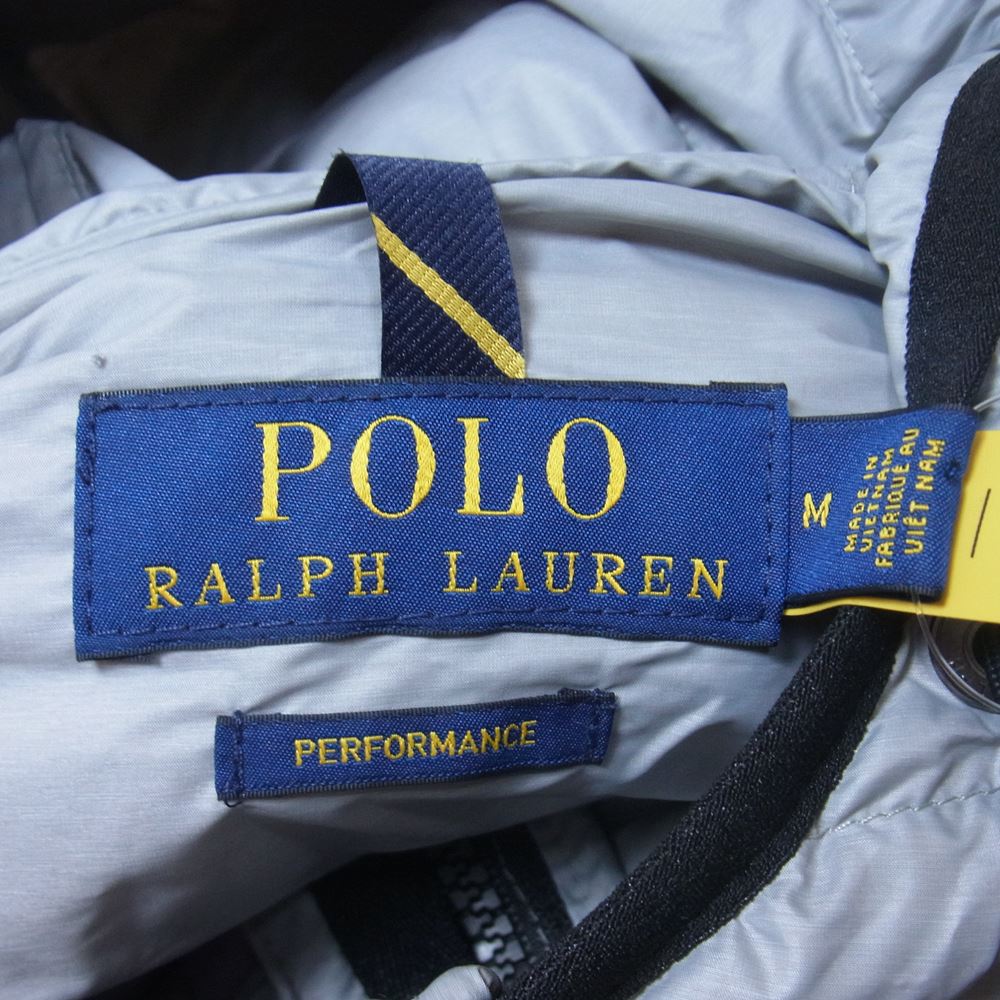 POLO
RALPH LAUREN
M
MADE IN
VIETNAM
FABRIQUÉ AU
VIÊT NAM
PERFORMANCE